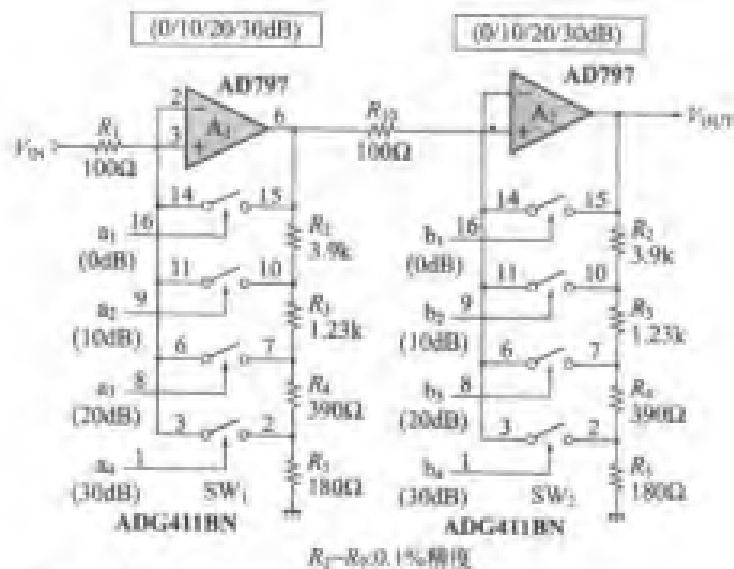 (0/10/20/30dB)
(0/10/20/30dB)
AD797
AD797
2
6
3
A1
A2
VIN
R1
100Ω
R10
100Ω
VOUT
14
15
16
a1
(0dB)
R2
3.9k
11
10
9
a2
(10dB)
R3
1.23k
6
7
8
(20dB)
R4
390Ω
3
2
1
a4
(30dB)
SW1
180Ω
ADG411BN
14
15
16
b1
(0dB)
R2
3.9k
11
10
9
b2
(10dB)
1.23k
6
7
8
b3
(20dB)
R4
390Ω
3
2
1
b4
(30dB)
SW2
180Ω
ADG411BN
0.1%